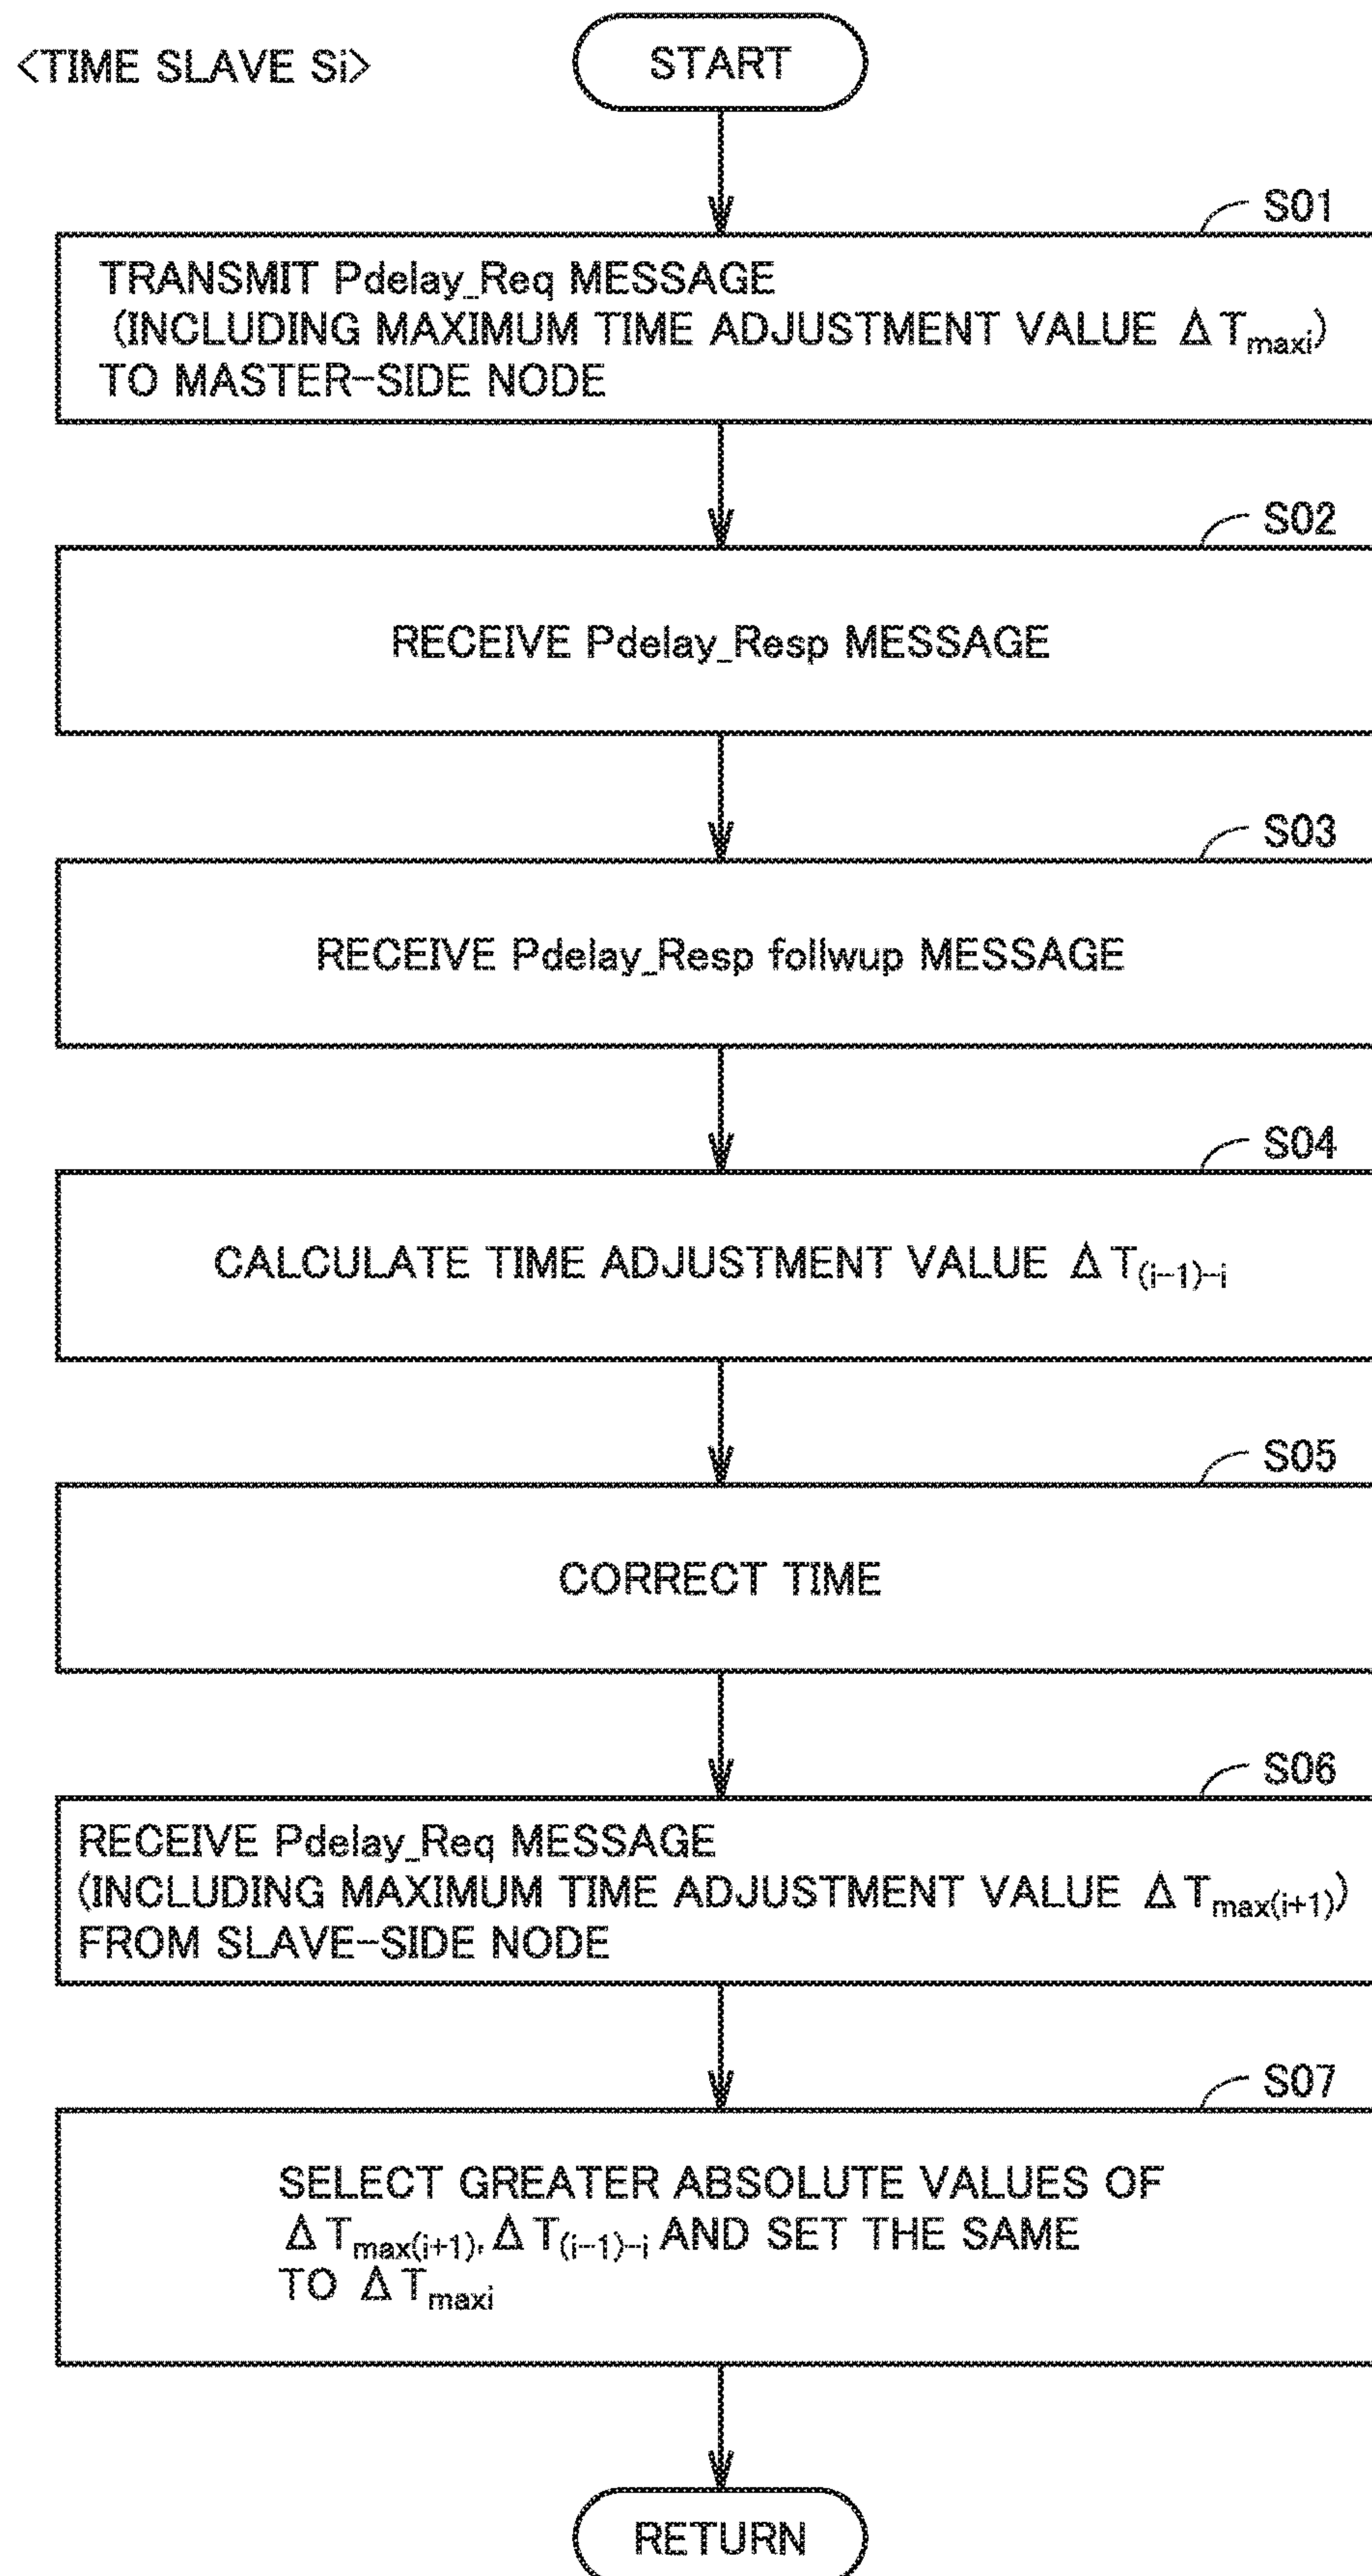 <TIME SLAVE Si>
START
S01
TRANSMIT Pdelay_Req MESSAGE
(INCLUDING MAXIMUM TIME ADJUSTMENT VALUE ΔTmaxi)
TO MASTER-SIDE NODE
S02
RECEIVE Pdelay_Resp MESSAGE
S03
RECEIVE Pdelay_Resp follwup MESSAGE
S04
CALCULATE TIME ADJUSTMENT VALUE ΔT(i-1)-i
S05
CORRECT TIME
S06
RECEIVE Pdelay_Req MESSAGE
(INCLUDING MAXIMUM TIME ADJUSTMENT VALUE ΔTmax(i+1))
FROM SLAVE-SIDE NODE
S07
SELECT GREATER ABSOLUTE VALUES OF
ΔTmax(i+1), ΔT(i-1)-i AND SET THE SAME
TO ΔTmaxi
RETURN